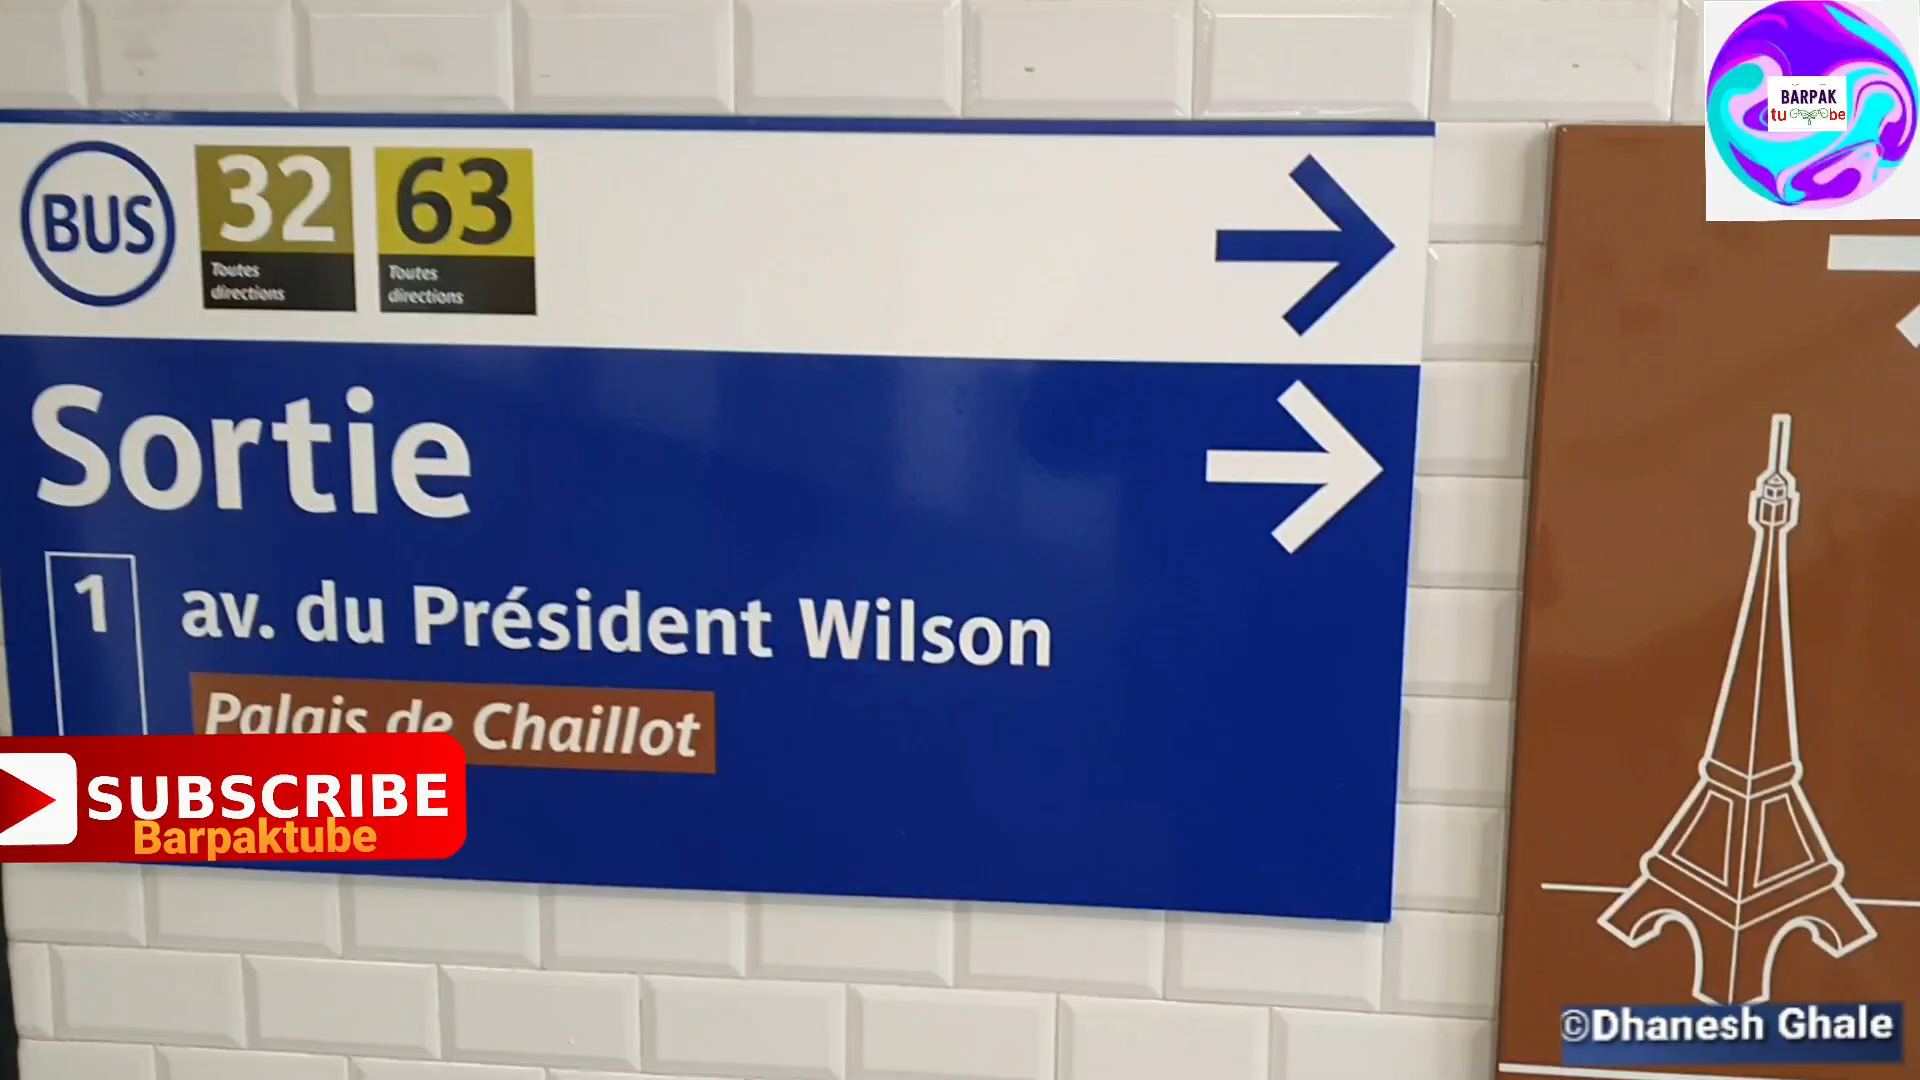 BARPAK
tube
BUS
32
63
Toutes
directions
Toutes
directions
Sortie
1
av. du Président Wilson
Palais de Chaillot
SUBSCRIBE
Barpaktube
©Dhanesh Ghale